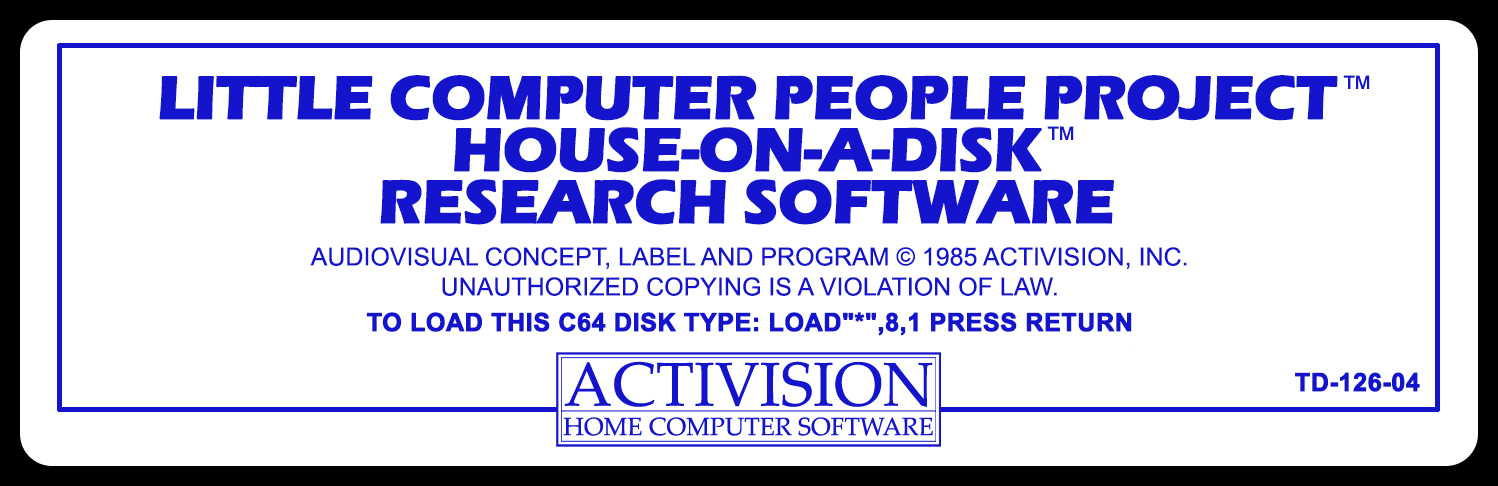 LITTLE COMPUTER PEOPLE PROJECT™
HOUSE-ON-A-DISK™
RESEARCH SOFTWARE
AUDIOVISUAL CONCEPT, LABEL AND PROGRAM © 1985 ACTIVISION, INC.
UNAUTHORIZED COPYING IS A VIOLATION OF LAW.
TO LOAD THIS C64 DISK TYPE: LOAD"*",8,1 PRESS RETURN
TD-126-04
ACTIVISION
HOME COMPUTER SOFTWARE